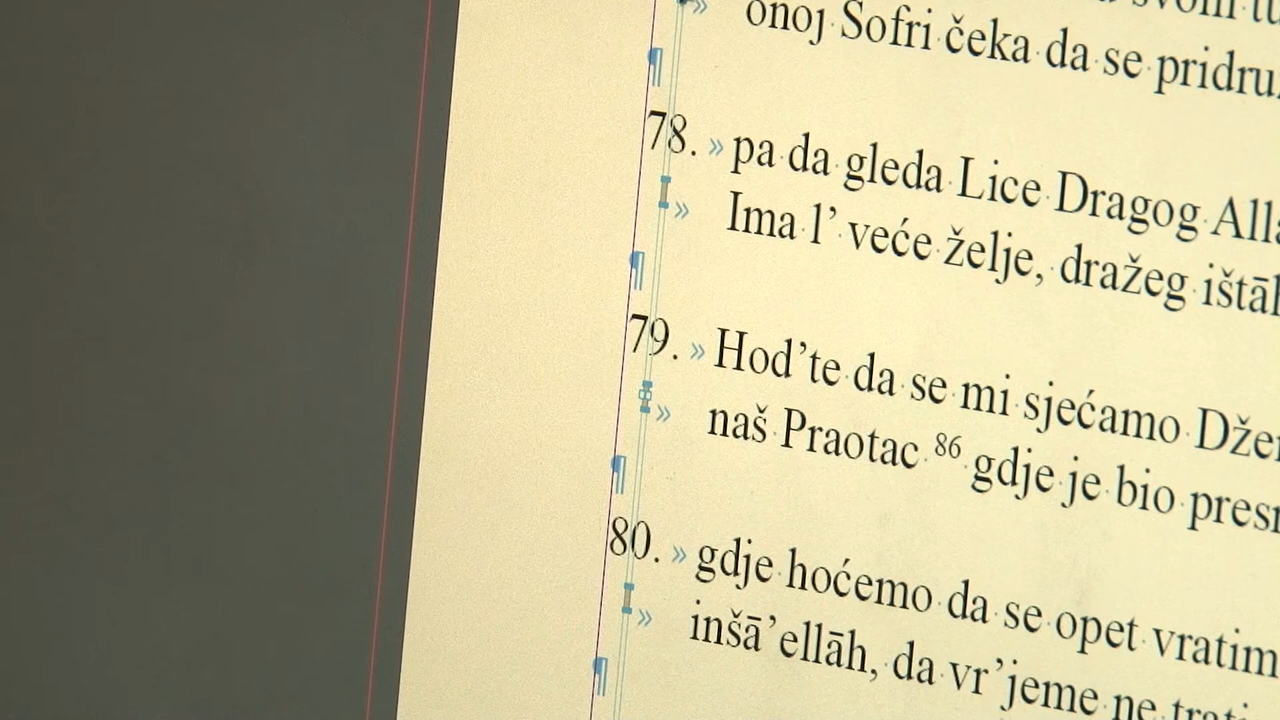 onoj Sofri čeka da se
78. pa da gleda Lice Dragog
Ima l’ veće želje, dražeg
79. Hod’te da se mi sjećamo
naš Praotac 86 gdje je bio
80. gdje hoćemo da se opet
inšā’ellāh, da vr’jeme ne